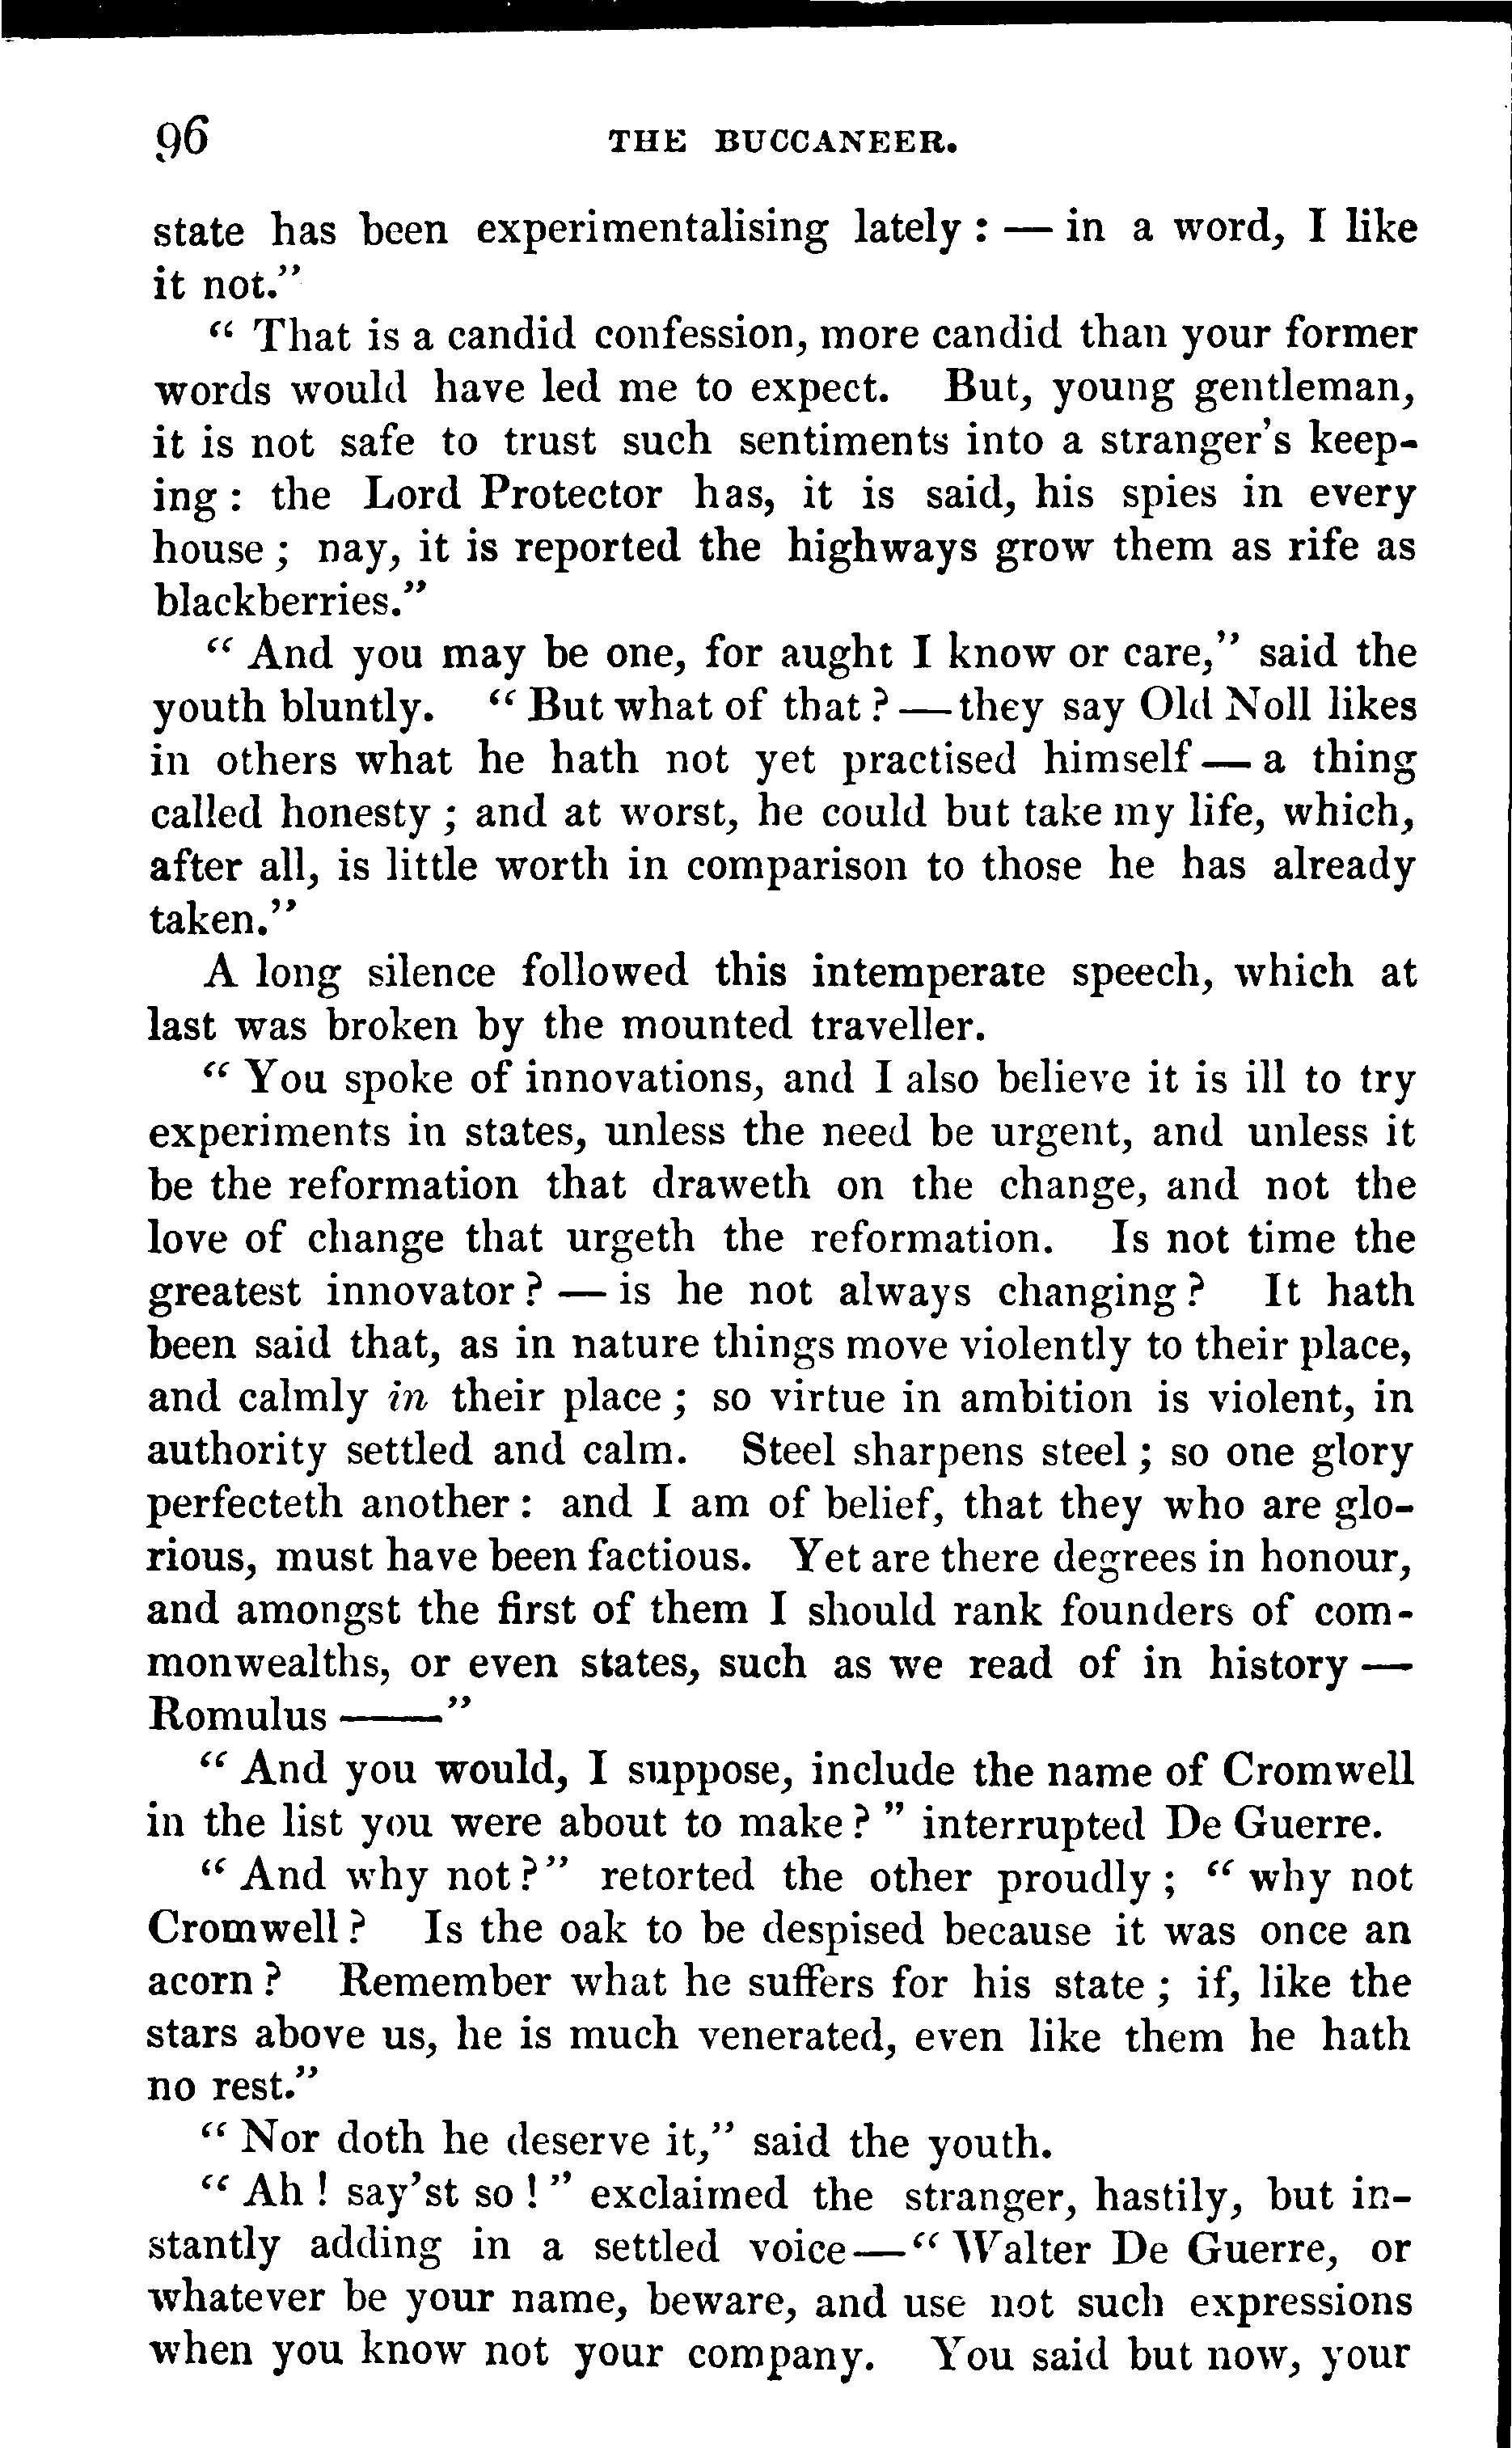 96 THE BUCCANEER.
state has been experimentalising lately : — in a word, I like
it not."
" That is a candid confession, more candid than your former
words would have led me to expect. But, young gentleman,
it is not safe to trust such sentiments into a stranger's keep-
ing : the Lord Protector has, it is said, his spies in every
house ; nay, it is reported the highways grow them as rife as
blackberries."
" And you may be one, for aught I know or care," said the
youth bluntly. " But what of that ? — they say Old Noll likes
in others what he hath not yet practised himself — a thing
called honesty ; and at worst, he could but take my life, which,
after all, is little worth in comparison to those he has already
taken."
A long silence followed this intemperate speech, which at
last was broken by the mounted traveller.
" You spoke of innovations, and I also believe it is ill to try
experiments in states, unless the need be urgent, and unless it
be the reformation that draweth on the change, and not the
love of change that urgeth the reformation. Is not time the
greatest innovator ? — is he not always changing ? It hath
been said that, as in nature things move violently to their place,
and calmly in their place ; so virtue in ambition is violent, in
authority settled and calm. Steel sharpens steel ; so one glory
perfecteth another : and I am of belief, that they who are glo-
rious, must have been factious. Yet are there degrees in honour,
and amongst the first of them I should rank founders of com-
monwealths, or even states, such as we read of in history —
Romulus ——"
" And you would, I suppose, include the name of Cromwell
in the list you were about to make ? " interrupted De Guerre.
" And why not ?" retorted the other proudly ; " why not
Cromwell ? Is the oak to be despised because it was once an
acorn ? Remember what he suffers for his state ; if, like the
stars above us, he is much venerated, even like them he hath
no rest."
" Nor doth he deserve it," said the youth.
" Ah ! say'st so ! " exclaimed the stranger, hastily, but in-
stantly adding in a settled voice — " Walter De Guerre, or
whatever be your name, beware, and use not such expressions
when you know not your company. You said but now, your